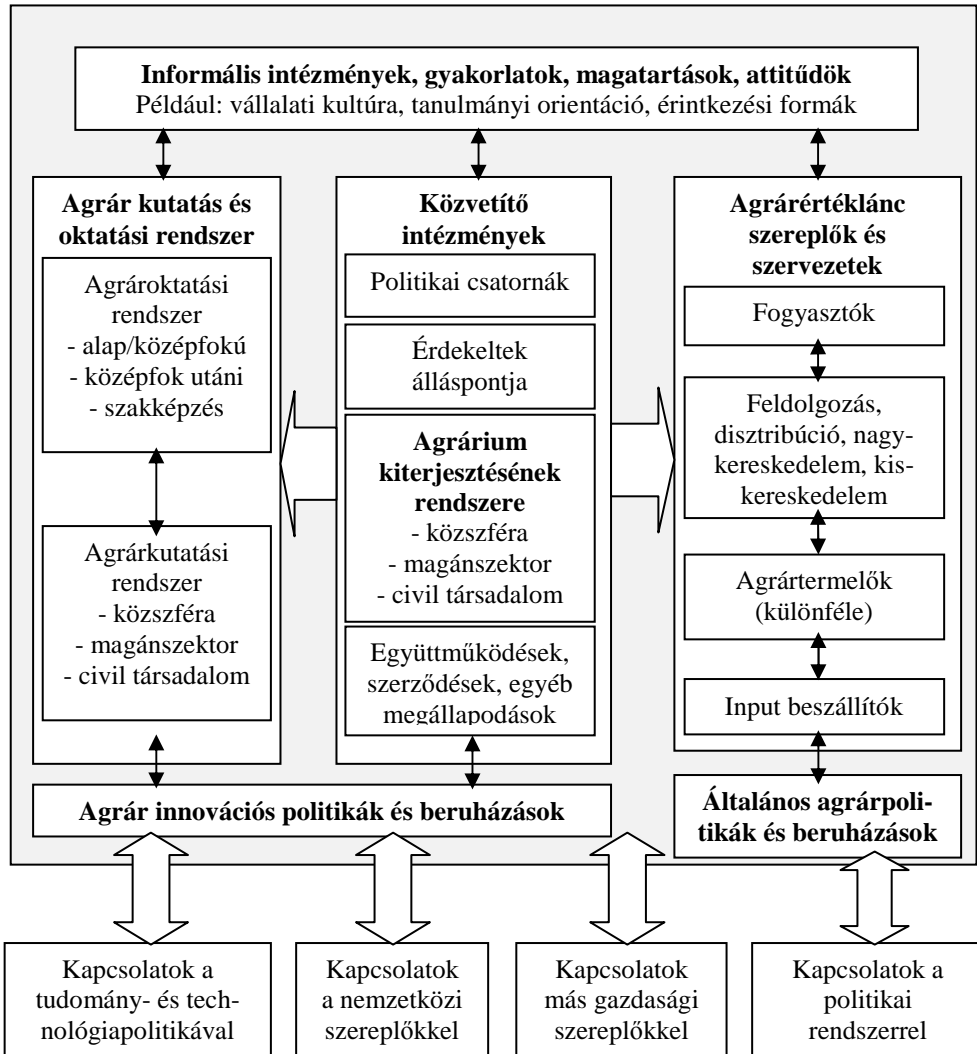 Informális intézmények, gyakorlatok, magatartások, attitűdök
Például: vállalati kultúra, tanulmányi orientáció, érintkezési formák
Agrár kutatás és
oktatási rendszer
Agrároktatási
rendszer
- alap/középfokú
- középfok utáni
- szakképzés
Agrárkutatási
rendszer
- közszféra
- magánszektor
- civil társadalom
Közvetítő
intézmények
Politikai csatornák
Érdekeltek
álláspontja
Agrárium
kiterjesztésének
rendszere
- közszféra
- magánszektor
- civil társadalom
Együttműködések,
szerződések, egyéb
megállapodások
Agrárértéklánc
szereplők és
szervezetek
Fogyasztók
Feldolgozás,
disztribúció, nagy-
kereskedelem, kis-
kereskedelem
Agrártermelők
(különféle)
Input beszállítók
Agrár innovációs politikák és beruházások
Általános agrárpoli-
tikák és beruházások
Kapcsolatok a
tudomány- és tech-
nológiapolitikával
Kapcsolatok
a nemzetközi
szereplőkkel
Kapcsolatok
más gazdasági
szereplőkkel
Kapcsolatok a
politikai
rendszerrel